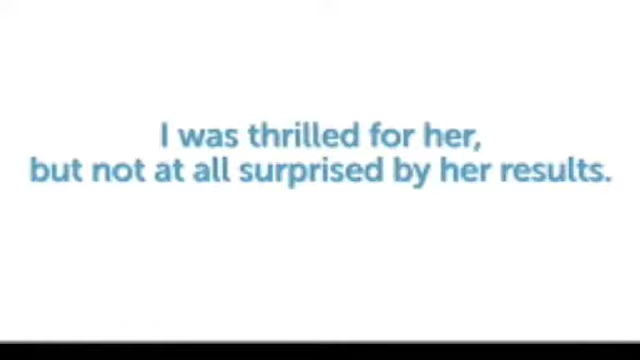 I was thrilled for her,
but not at all surprised by her results.